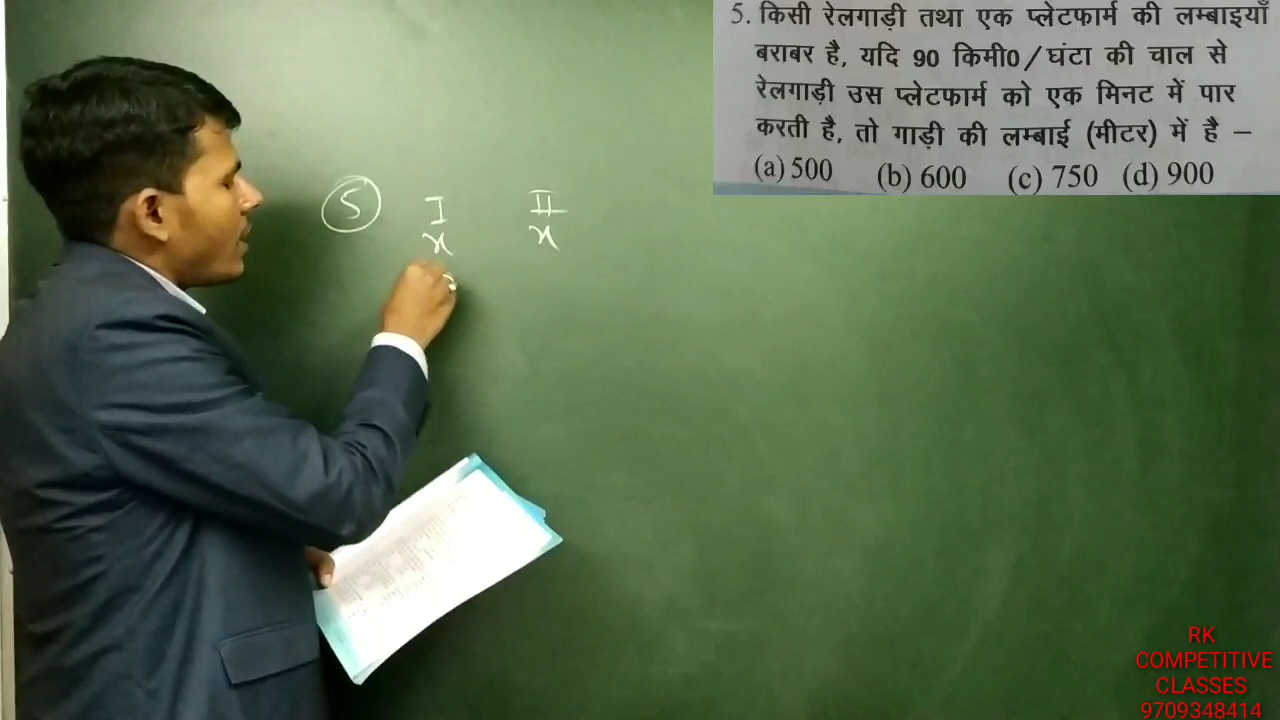 5. किसी रेलगाड़ी तथा एक प्लेटफार्म की लम्बाइयाँ
बराबर है, यदि 90 किमी0/घंटा की चाल से
रेलगाड़ी उस प्लेटफार्म को एक मिनट में पार
करती है, तो गाड़ी की लम्बाई (मीटर) में है –
(a) 500 (b) 600 (c) 750 (d) 900
5 I II
x x
RK
COMPETITIVE
CLASSES
9709348414